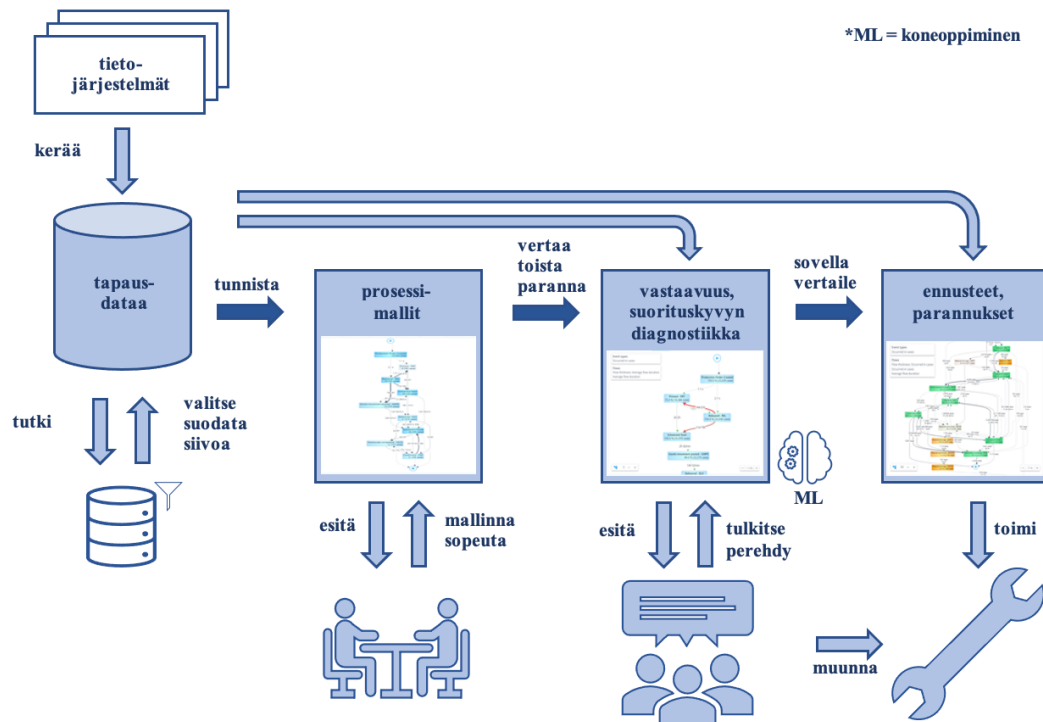 *ML = koneoppiminen
tieto-
järjestelmät
kerää
tapaus-
dataa
tunnista
prosessi-
mallit
vertaa
toista
paranna
vastaavuus,
suorituskyvyn
diagnostiikka
sovella
vertaile
ennusteet,
parannukset
tutki
valitse
suodata
siivoa
esitä
mallinna
sopeuta
esitä
tulkitse
perehdy
ML
toimi
muunna